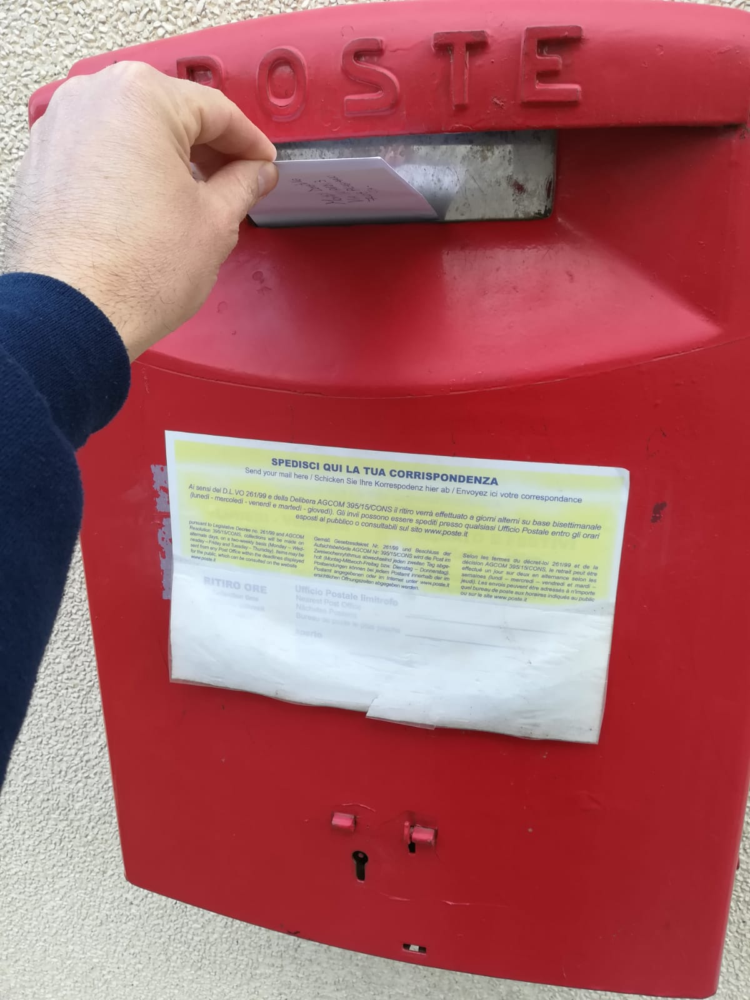 POSTE
SPEDISCI QUI LA TUA CORRISPONDENZA
Send your mail here / Schicken Sie Ihre Korrespodenz hier ab / Envoyez ici votre correspondance
Ai sensi del D.L.VO 261/99 e della Delibera AGCOM 395/15/CONS il ritiro verrà effettuato a giorni alterni su base bisettimanale
(lunedì - mercoledì - venerdì e martedì - giovedì). Gli invii possono essere spediti presso qualsiasi Ufficio Postale entro gli orari
esposti al pubblico o consultabili sul sito www.poste.it
pursuant to Legislative Decree no. 261/99 and AGCOM
Resolution 395/15/CONS, collections will be made on
alternate days, on a two-weekly basis (Monday – Wed-
nesday – Friday and Tuesday – Thursday). Items may be
sent from any Post Office within the deadlines displayed
for the public, which can be consulted on the website
www.poste.it
Gemäß Gesetzesdekret Nr. 261/99 und Beschluss der
Aufsichtsbehörde AGCOM Nr. 395/15/CONS wird die Post im
Zweiwochenrhythmus abwechselnd jeden zweiten Tag abge-
holt (Montag-Mittwoch-Freitag bzw. Dienstag – Donnerstag).
Postsendungen können bei jedem Postamt innerhalb der im
Postamt angegebenen oder im Internet unter www.poste.it
ersichtlichen Öffnungszeiten abgegeben werden.
Selon les termes du décret-loi 261/99 et de la
décision AGCOM 395/15/CONS, le retrait peut être
effectué un jour sur deux en alternance selon les
semaines (lundi – mercredi – vendredi et mardi –
jeudi). Les envois peuvent être adressés à n'importe
quel bureau de poste aux horaires indiqués au public
ou sur le site www.poste.it
RITIRO ORE
Collection time
Ufficio Postale limitrofo
Nearest Post Office
Nächstes Postamt
Bureau de poste le plus proche
aperto